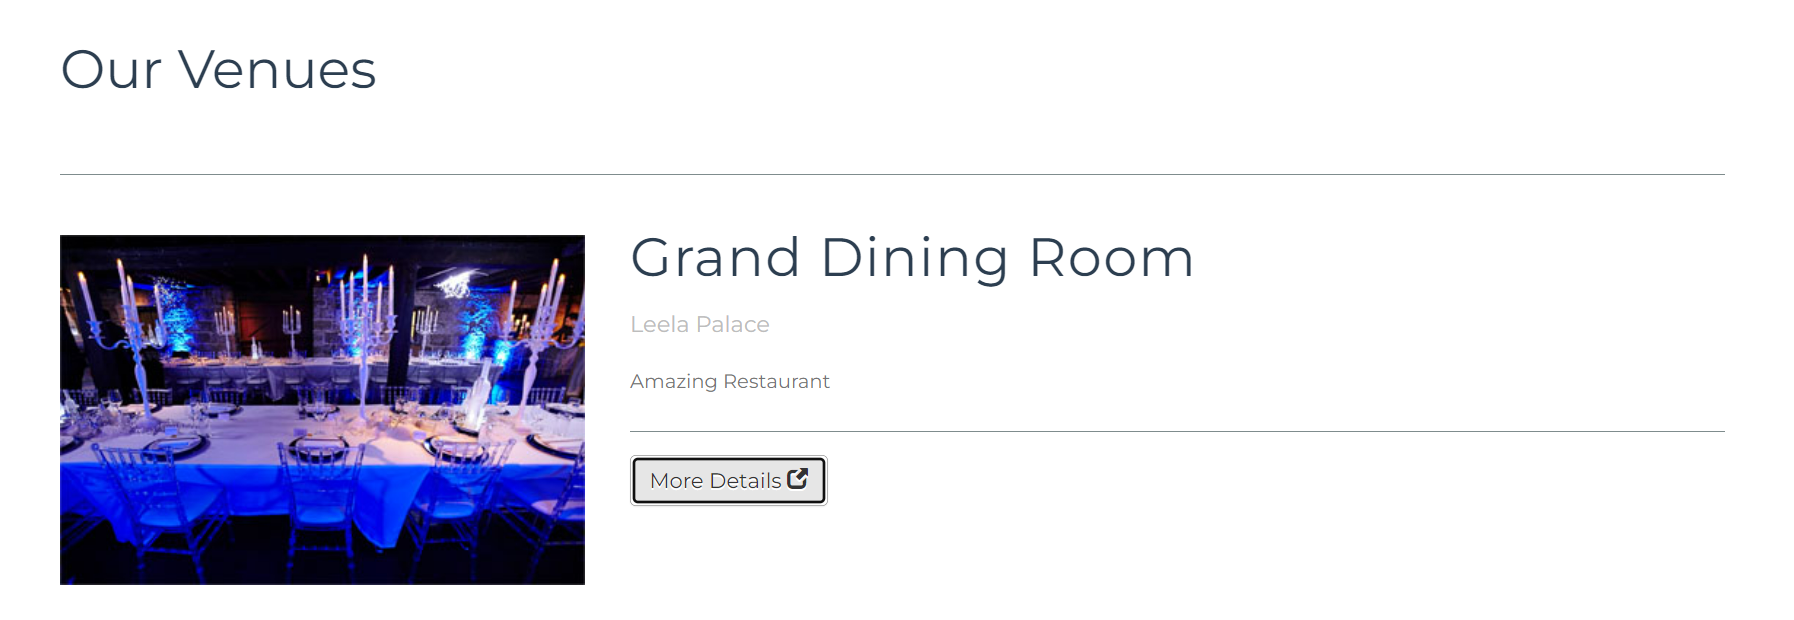 Our Venues
Grand Dining Room
Leela Palace
Amazing Restaurant
More Details